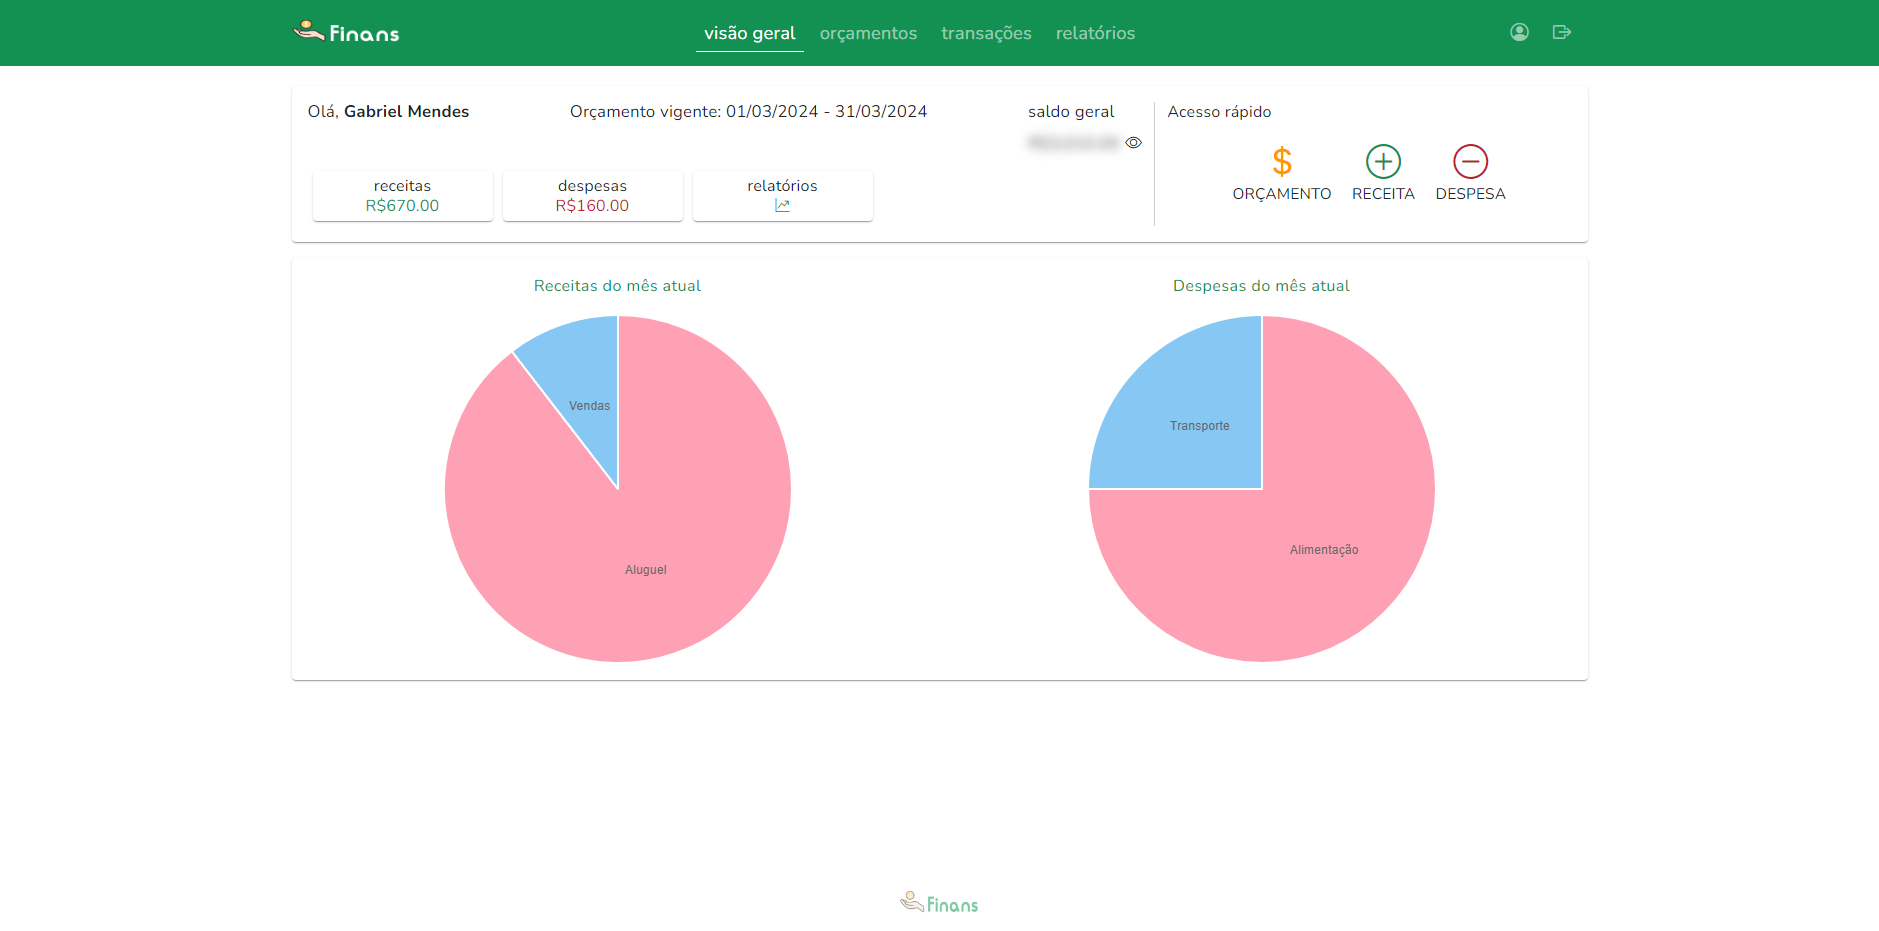 Finans
visão geral orçamentos transações relatórios
Olá, Gabriel Mendes
Orçamento vigente: 01/03/2024 - 31/03/2024
saldo geral
Acesso rápido
receitas
R$670.00
despesas
R$160.00
relatórios
$
ORÇAMENTO
RECEITA
DESPESA
Receitas do mês atual
Vendas
Aluguel
Despesas do mês atual
Transporte
Alimentação
Finans